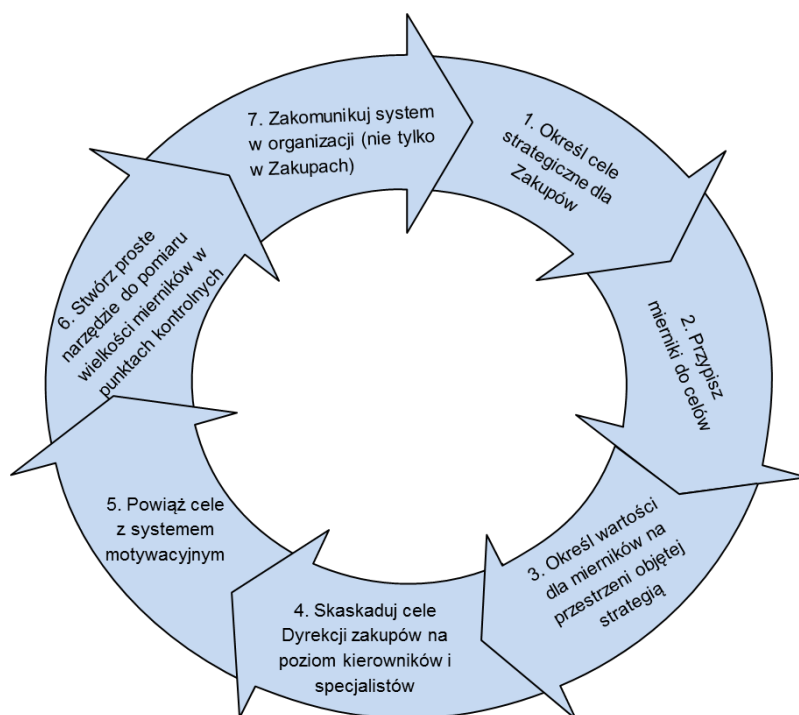 1. Określ cele
strategiczne dla
Zakupów
2. Przypisz
mierniki do celów
3. Określ wartości
dla mierników na
przestrzeni objętej
strategią
4. Skaskaduj cele
Dyrekcji zakupów na
poziom kierowników i
specjalistów
5. Powiąż cele
z systemem
motywacyjnym
6. Stwórz proste
narzędzie do pomiaru
wielkości mierników w
punktach kontrolnych
7. Zakomunikuj system
w organizacji (nie tylko
w Zakupach)